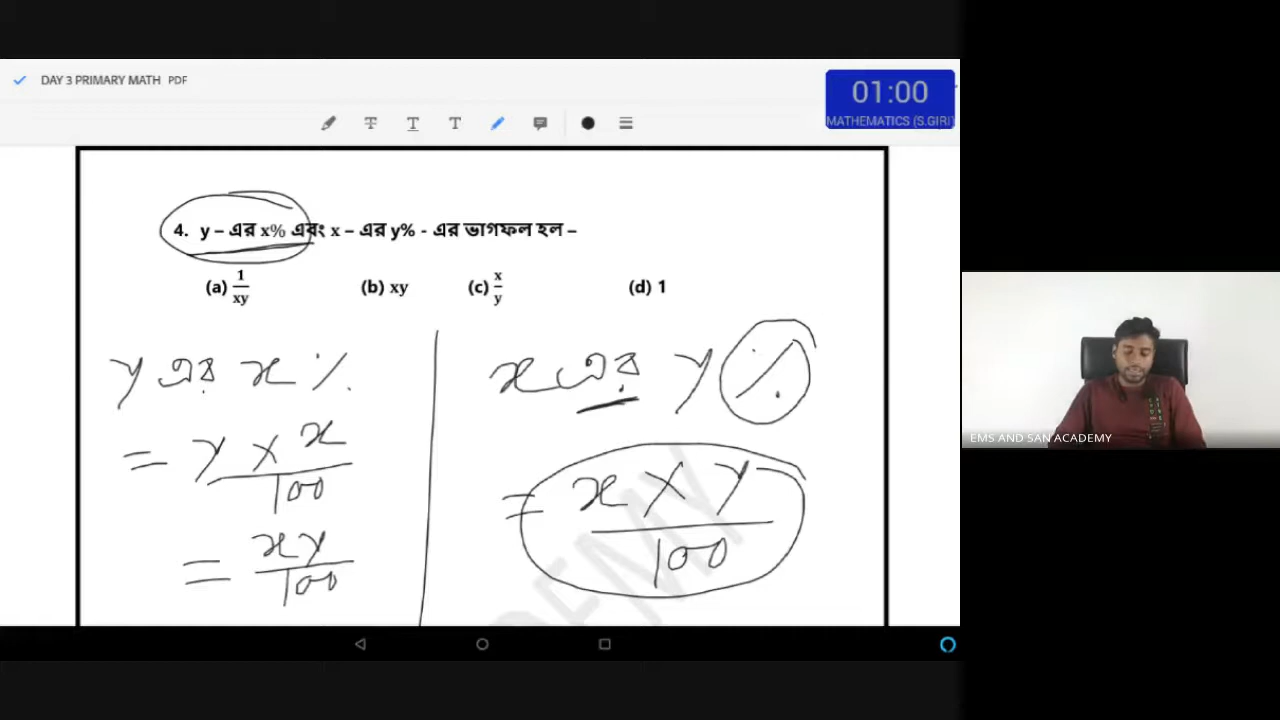 DAY 3 PRIMARY MATH PDF
01:00
MATHEMATICS (S.GIRI)
4. y – এর x% এবং x – এর y% - এর ভাগফল হল –
(a) 1/xy (b) xy (c) x/y (d) 1
y এর x %.
= y × x/100
= xy/100
x এর y %
= x × y/100
EMS AND SAN ACADEMY